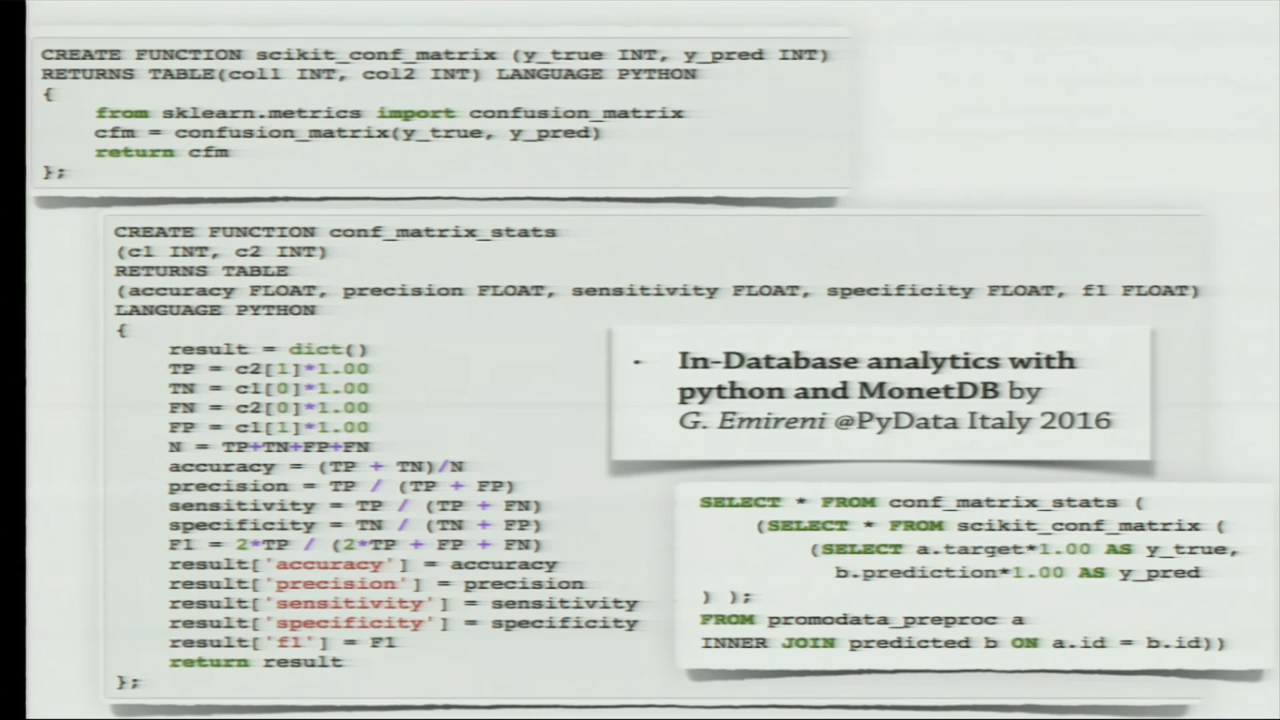 CREATE FUNCTION scikit_conf_matrix (y_true INT, y_pred INT)
RETURNS TABLE(col1 INT, col2 INT) LANGUAGE PYTHON
{
from sklearn.metrics import confusion_matrix
cfm = confusion_matrix(y_true, y_pred)
return cfm
};
CREATE FUNCTION conf_matrix_stats
(c1 INT, c2 INT)
RETURNS TABLE
(accuracy FLOAT, precision FLOAT, sensitivity FLOAT, specificity FLOAT, f1 FLOAT)
LANGUAGE PYTHON
{
result = dict()
TP = c2[1]*1.00
TN = c1[0]*1.00
FN = c2[0]*1.00
FP = c1[1]*1.00
N = TP+TN+FP+FN
accuracy = (TP + TN)/N
precision = TP / (TP + FP)
sensitivity = TP / (TP + FN)
specificity = TN / (TN + FP)
F1 = 2*TP / (2*TP + FP + FN)
result['accuracy'] = accuracy
result['precision'] = precision
result['sensitivity'] = sensitivity
result['specificity'] = specificity
result['f1'] = F1
return result
};
• In-Database analytics with
python and MonetDB by
G. Emireni @PyData Italy 2016
SELECT * FROM conf_matrix_stats (
(SELECT * FROM scikit_conf_matrix (
(SELECT a.target*1.00 AS y_true,
b.prediction*1.00 AS y_pred
) );
FROM promodata_preproc a
INNER JOIN predicted b ON a.id = b.id))